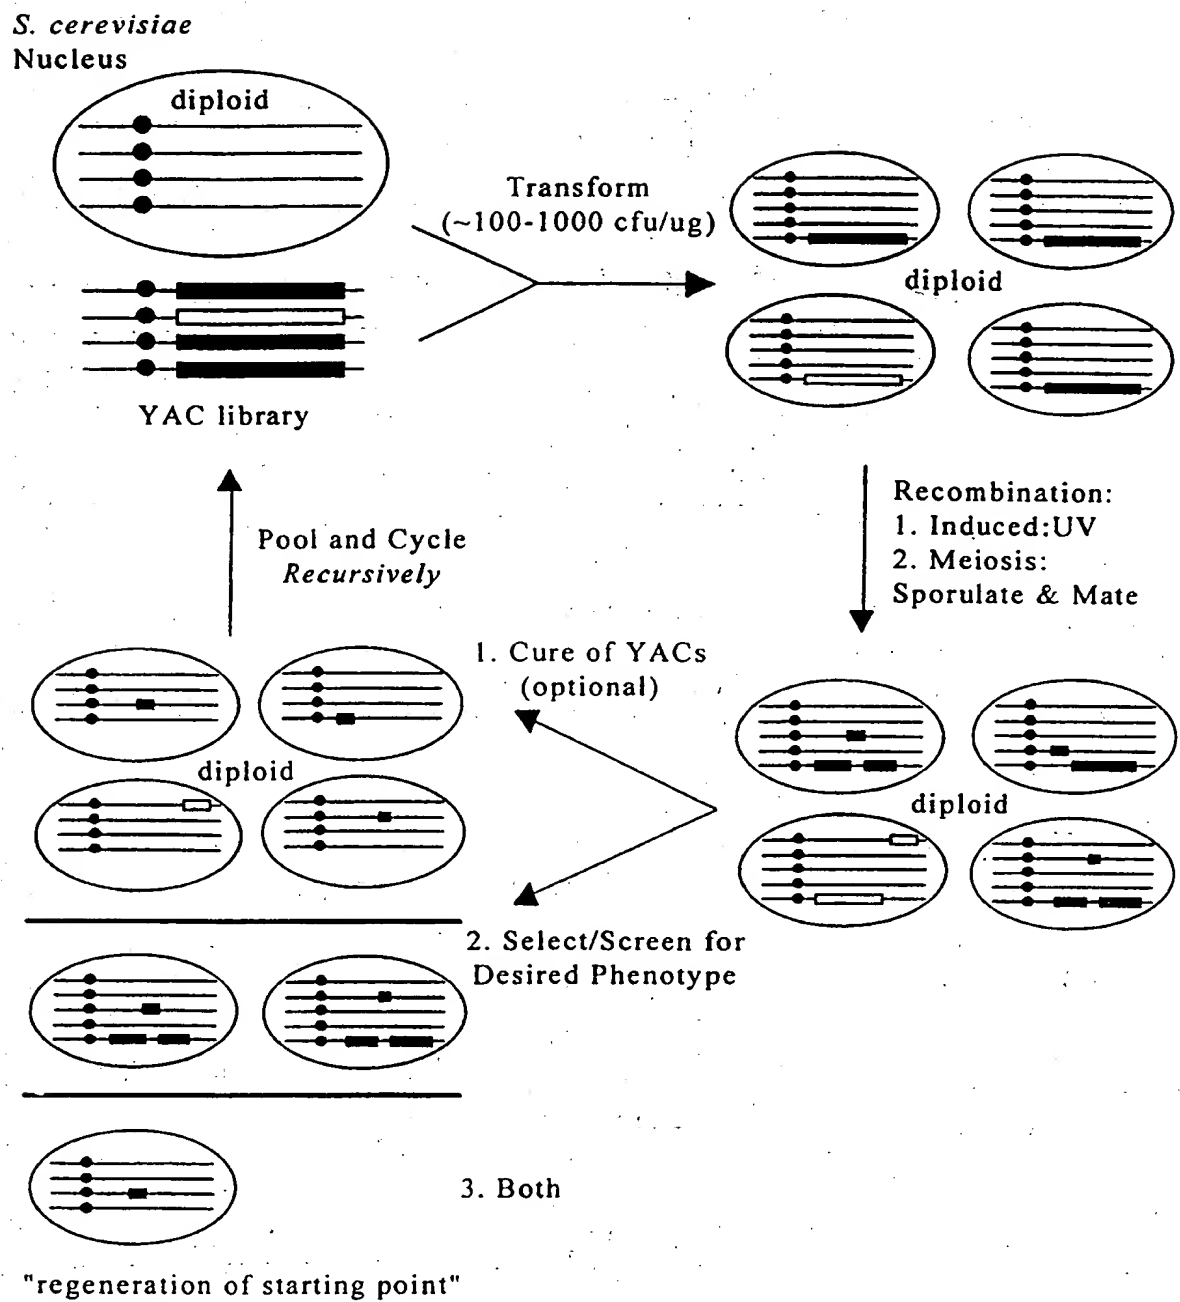 S. cerevisiae
Nucleus
diploid
Transform
(~100-1000 cfu/ug)
diploid
YAC library
Recombination:
1. Induced:UV
2. Meiosis:
Sporulate & Mate
Pool and Cycle
Recursively
1. Cure of YACs
(optional)
diploid
diploid
2. Select/Screen for
Desired Phenotype
3. Both
"regeneration of starting point"